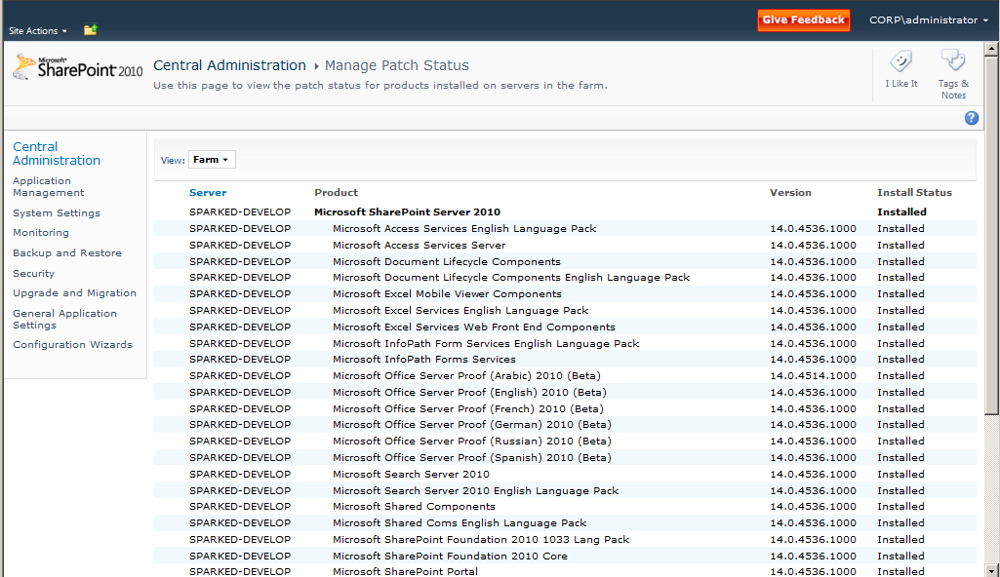 Site Actions
Give Feedback
CORP\administrator
Microsoft
SharePoint 2010
Central Administration Manage Patch Status
Use this page to view the patch status for products installed on servers in the farm.
I Like It
Tags &
Notes
?
Central
Administration
Application
Management
System Settings
Monitoring
Backup and Restore
Security
Upgrade and Migration
General Application
Settings
Configuration Wizards
View: Farm
Server Product Version Install Status
SPARKED-DEVELOP Microsoft SharePoint Server 2010 Installed
SPARKED-DEVELOP Microsoft Access Services English Language Pack 14.0.4536.1000 Installed
SPARKED-DEVELOP Microsoft Access Services Server 14.0.4536.1000 Installed
SPARKED-DEVELOP Microsoft Document Lifecycle Components 14.0.4536.1000 Installed
SPARKED-DEVELOP Microsoft Document Lifecycle Components English Language Pack 14.0.4536.1000 Installed
SPARKED-DEVELOP Microsoft Excel Mobile Viewer Components 14.0.4536.1000 Installed
SPARKED-DEVELOP Microsoft Excel Services English Language Pack 14.0.4536.1000 Installed
SPARKED-DEVELOP Microsoft Excel Services Web Front End Components 14.0.4536.1000 Installed
SPARKED-DEVELOP Microsoft InfoPath Form Services English Language Pack 14.0.4536.1000 Installed
SPARKED-DEVELOP Microsoft InfoPath Forms Services 14.0.4536.1000 Installed
SPARKED-DEVELOP Microsoft Office Server Proof (Arabic) 2010 (Beta) 14.0.4514.1000 Installed
SPARKED-DEVELOP Microsoft Office Server Proof (English) 2010 (Beta) 14.0.4536.1000 Installed
SPARKED-DEVELOP Microsoft Office Server Proof (French) 2010 (Beta) 14.0.4536.1000 Installed
SPARKED-DEVELOP Microsoft Office Server Proof (German) 2010 (Beta) 14.0.4536.1000 Installed
SPARKED-DEVELOP Microsoft Office Server Proof (Russian) 2010 (Beta) 14.0.4536.1000 Installed
SPARKED-DEVELOP Microsoft Office Server Proof (Spanish) 2010 (Beta) 14.0.4536.1000 Installed
SPARKED-DEVELOP Microsoft Search Server 2010 14.0.4536.1000 Installed
SPARKED-DEVELOP Microsoft Search Server 2010 English Language Pack 14.0.4536.1000 Installed
SPARKED-DEVELOP Microsoft Shared Components 14.0.4536.1000 Installed
SPARKED-DEVELOP Microsoft Shared Coms English Language Pack 14.0.4536.1000 Installed
SPARKED-DEVELOP Microsoft SharePoint Foundation 2010 1033 Lang Pack 14.0.4536.1000 Installed
SPARKED-DEVELOP Microsoft SharePoint Foundation 2010 Core 14.0.4536.1000 Installed
SPARKED-DEVELOP Microsoft SharePoint Portal 14.0.4536.1000 Installed